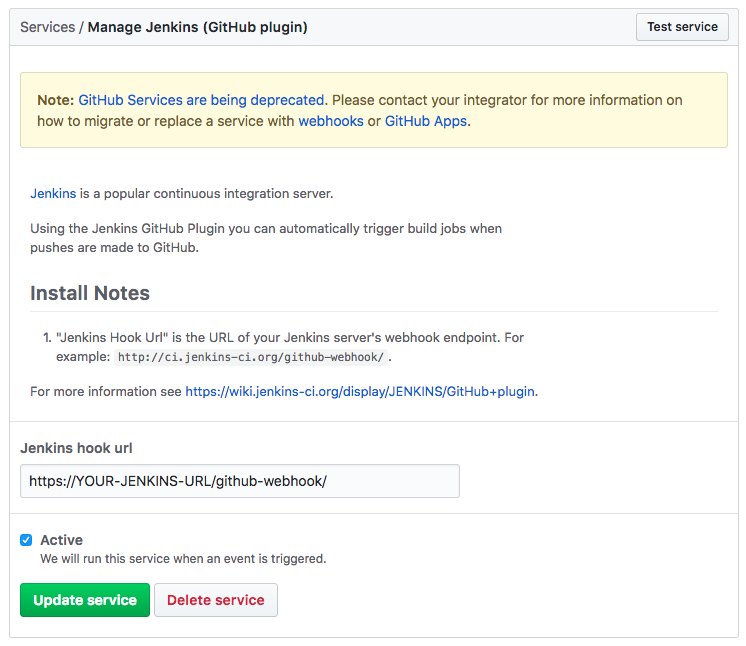 Services / Manage Jenkins (GitHub plugin)
Test service
Note: GitHub Services are being deprecated. Please contact your integrator for more information on
how to migrate or replace a service with webhooks or GitHub Apps.
Jenkins is a popular continuous integration server.
Using the Jenkins GitHub Plugin you can automatically trigger build jobs when
pushes are made to GitHub.
Install Notes
1. "Jenkins Hook Url" is the URL of your Jenkins server's webhook endpoint. For
example: http://ci.jenkins-ci.org/github-webhook/ .
For more information see https://wiki.jenkins-ci.org/display/JENKINS/GitHub+plugin.
Jenkins hook url
https://YOUR-JENKINS-URL/github-webhook/
Active
We will run this service when an event is triggered.
Update service
Delete service